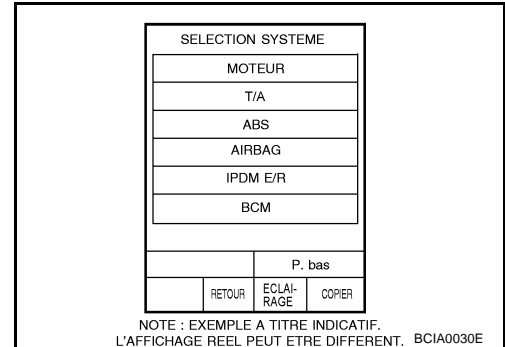 SELECTION SYSTEME
MOTEUR
T/A
ABS
AIRBAG
IPDM E/R
BCM
P. bas
RETOUR
ECLAI-
RAGE
COPIER
NOTE : EXEMPLE A TITRE INDICATIF.
L'AFFICHAGE REEL PEUT ETRE DIFFERENT.
BCIA0030E